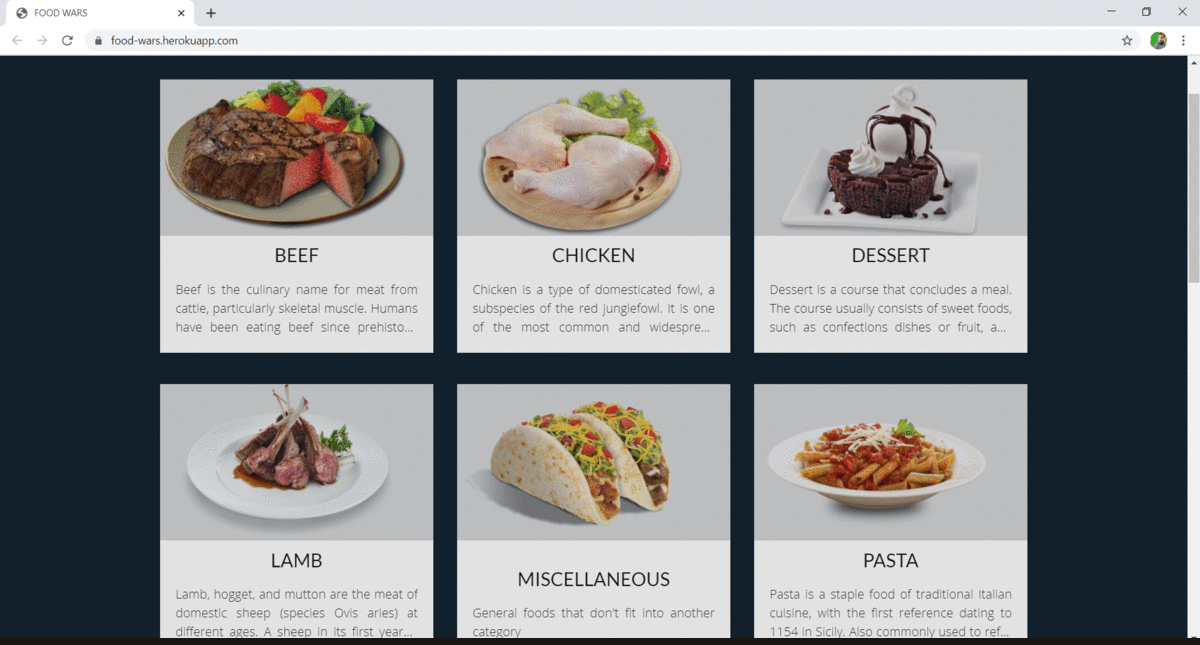 FOOD WARS
food-wars.herokuapp.com
BEEF
Beef is the culinary name for meat from
cattle, particularly skeletal muscle. Humans
have been eating beef since prehisto...
CHICKEN
Chicken is a type of domesticated fowl, a
subspecies of the red junglefowl. It is one
of the most common and widespre...
DESSERT
Dessert is a course that concludes a meal.
The course usually consists of sweet foods,
such as confections dishes or fruit, a...
LAMB
Lamb, hogget, and mutton are the meat of
domestic sheep (species Ovis aries) at
different ages. A sheep in its first year...
MISCELLANEOUS
General foods that don't fit into another
category
PASTA
Pasta is a staple food of traditional Italian
cuisine, with the first reference dating to
1154 in Sicily. Also commonly used to ref...